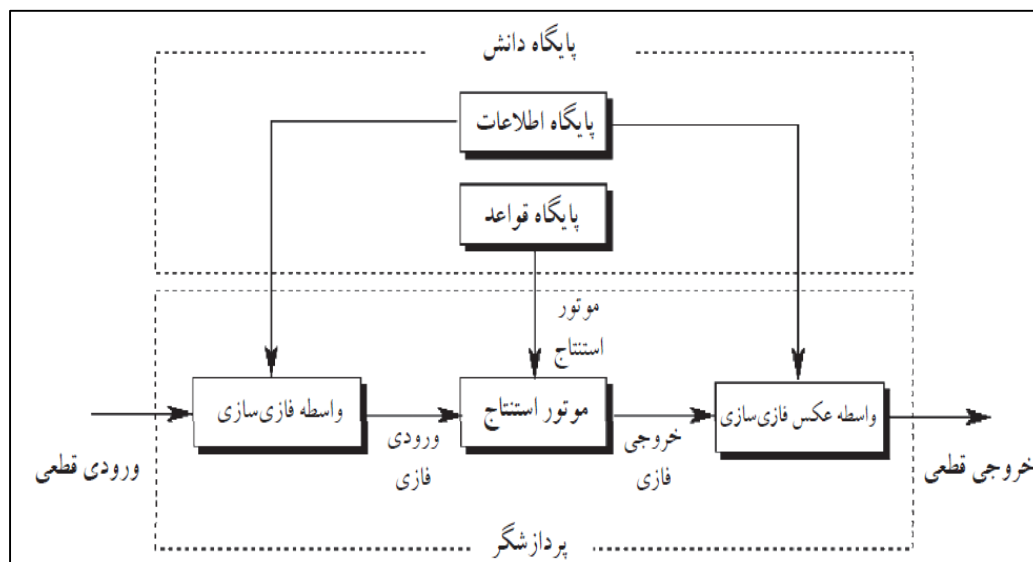 پایگاه دانش
پایگاه اطلاعات
پایگاه قواعد
موتور
استنتاج
واسطه فازی‌سازی
موتور استنتاج
واسطه عکس فازی‌سازی
ورودی قطعی
ورودی
فازی
خروجی
فازی
خروجی قطعی
پردازشگر